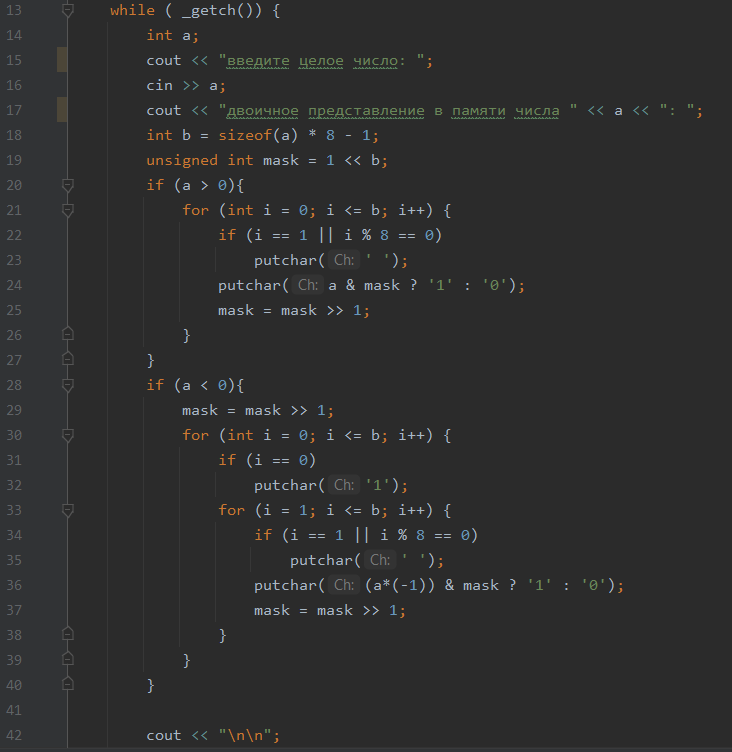 13 while ( _getch()) {
14 int a;
15 cout << "введите целое число: ";
16 cin >> a;
17 cout << "двоичное представление в памяти числа " << a << ": ";
18 int b = sizeof(a) * 8 - 1;
19 unsigned int mask = 1 << b;
20 if (a > 0){
21 for (int i = 0; i <= b; i++) {
22 if (i == 1 || i % 8 == 0)
23 putchar( Ch: ' ');
24 putchar( Ch: a & mask ? '1' : '0');
25 mask = mask >> 1;
26 }
27 }
28 if (a < 0){
29 mask = mask >> 1;
30 for (int i = 0; i <= b; i++) {
31 if (i == 0)
32 putchar( Ch: '1');
33 for (i = 1; i <= b; i++) {
34 if (i == 1 || i % 8 == 0)
35 putchar( Ch: ' ');
36 putchar( Ch: (a*(-1)) & mask ? '1' : '0');
37 mask = mask >> 1;
38 }
39 }
40 }
41
42 cout << "\n\n";